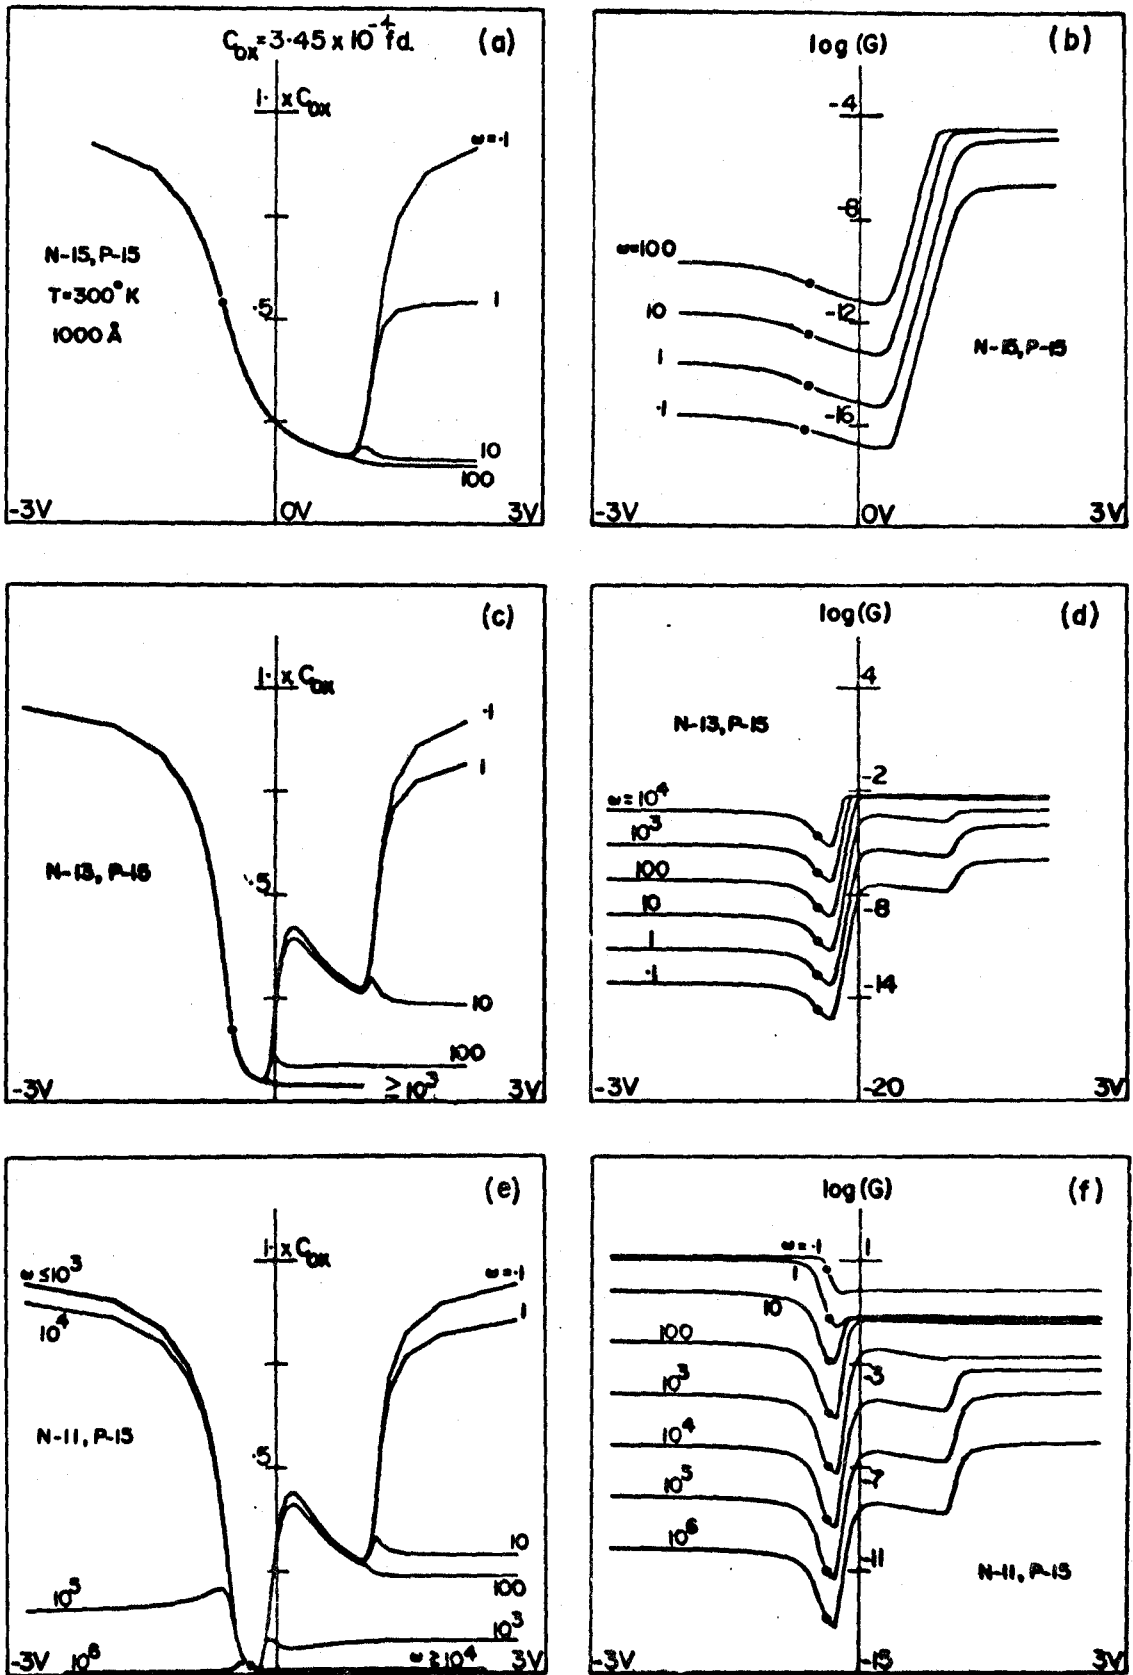 Cox=3.45 x 10^-4 fd.
(a)
1. x Cox
ω=.1
N-15, P-15
T=300°K
1000 Å
.5
1
10
100
-3V
0V
3V
(b)
log(G)
-4
-8
ω=100
-12
10
N-15, P-15
1
.1
-16
-3V
0V
3V
(c)
1. x Cox
.1
1
N-13, P-15
.5
10
100
≥10^3
-3V
3V
(d)
log(G)
4
N-13, P-15
-2
ω=10^4
10^3
100
-8
10
1
.1
-14
-3V
-20
3V
(e)
1. x Cox
ω≤10^3
ω=.1
10^4
1
N-11, P-15
.5
10
100
10^5
10^3
-3V
10^6
ω≥10^4
3V
(f)
log(G)
ω=.1
1
1
10
100
-3
10^3
10^4
-7
10^5
10^6
-11
N-11, P-15
-3V
-15
3V